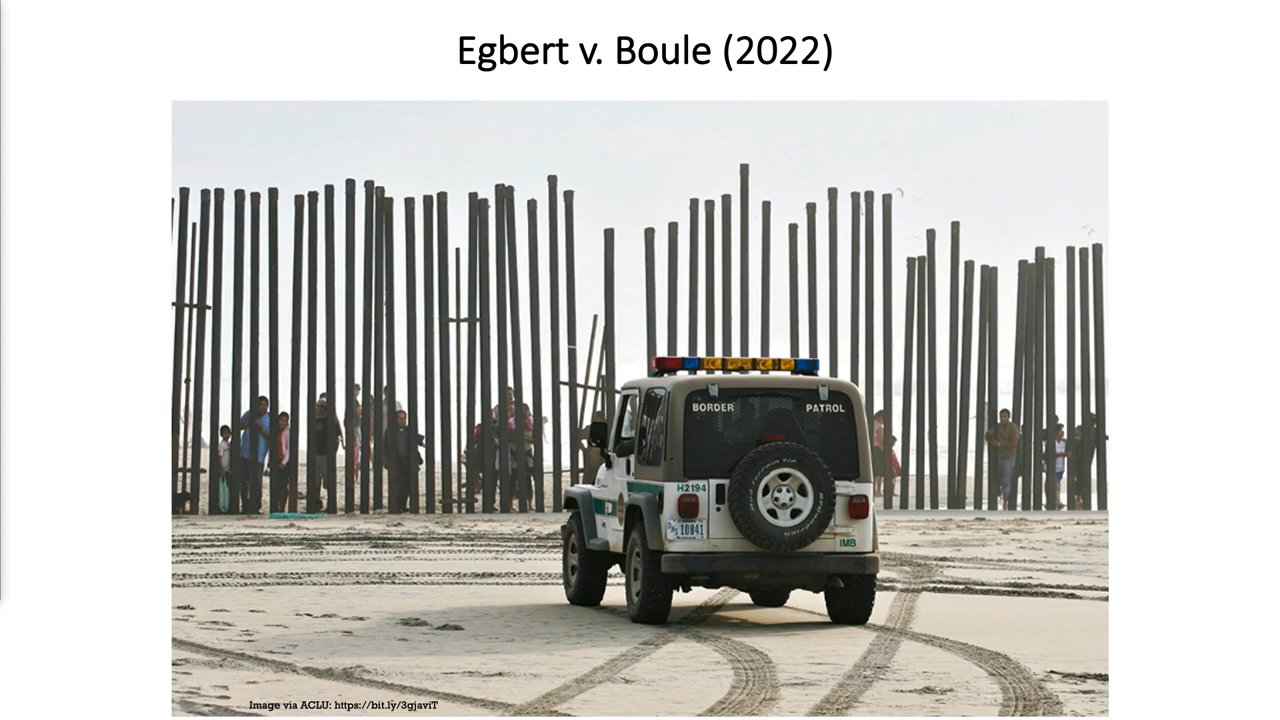 Egbert v. Boule (2022)
BORDER PATROL
H2194
10841
IMB
Image via ACLU: https://bit.ly/3gjaviT